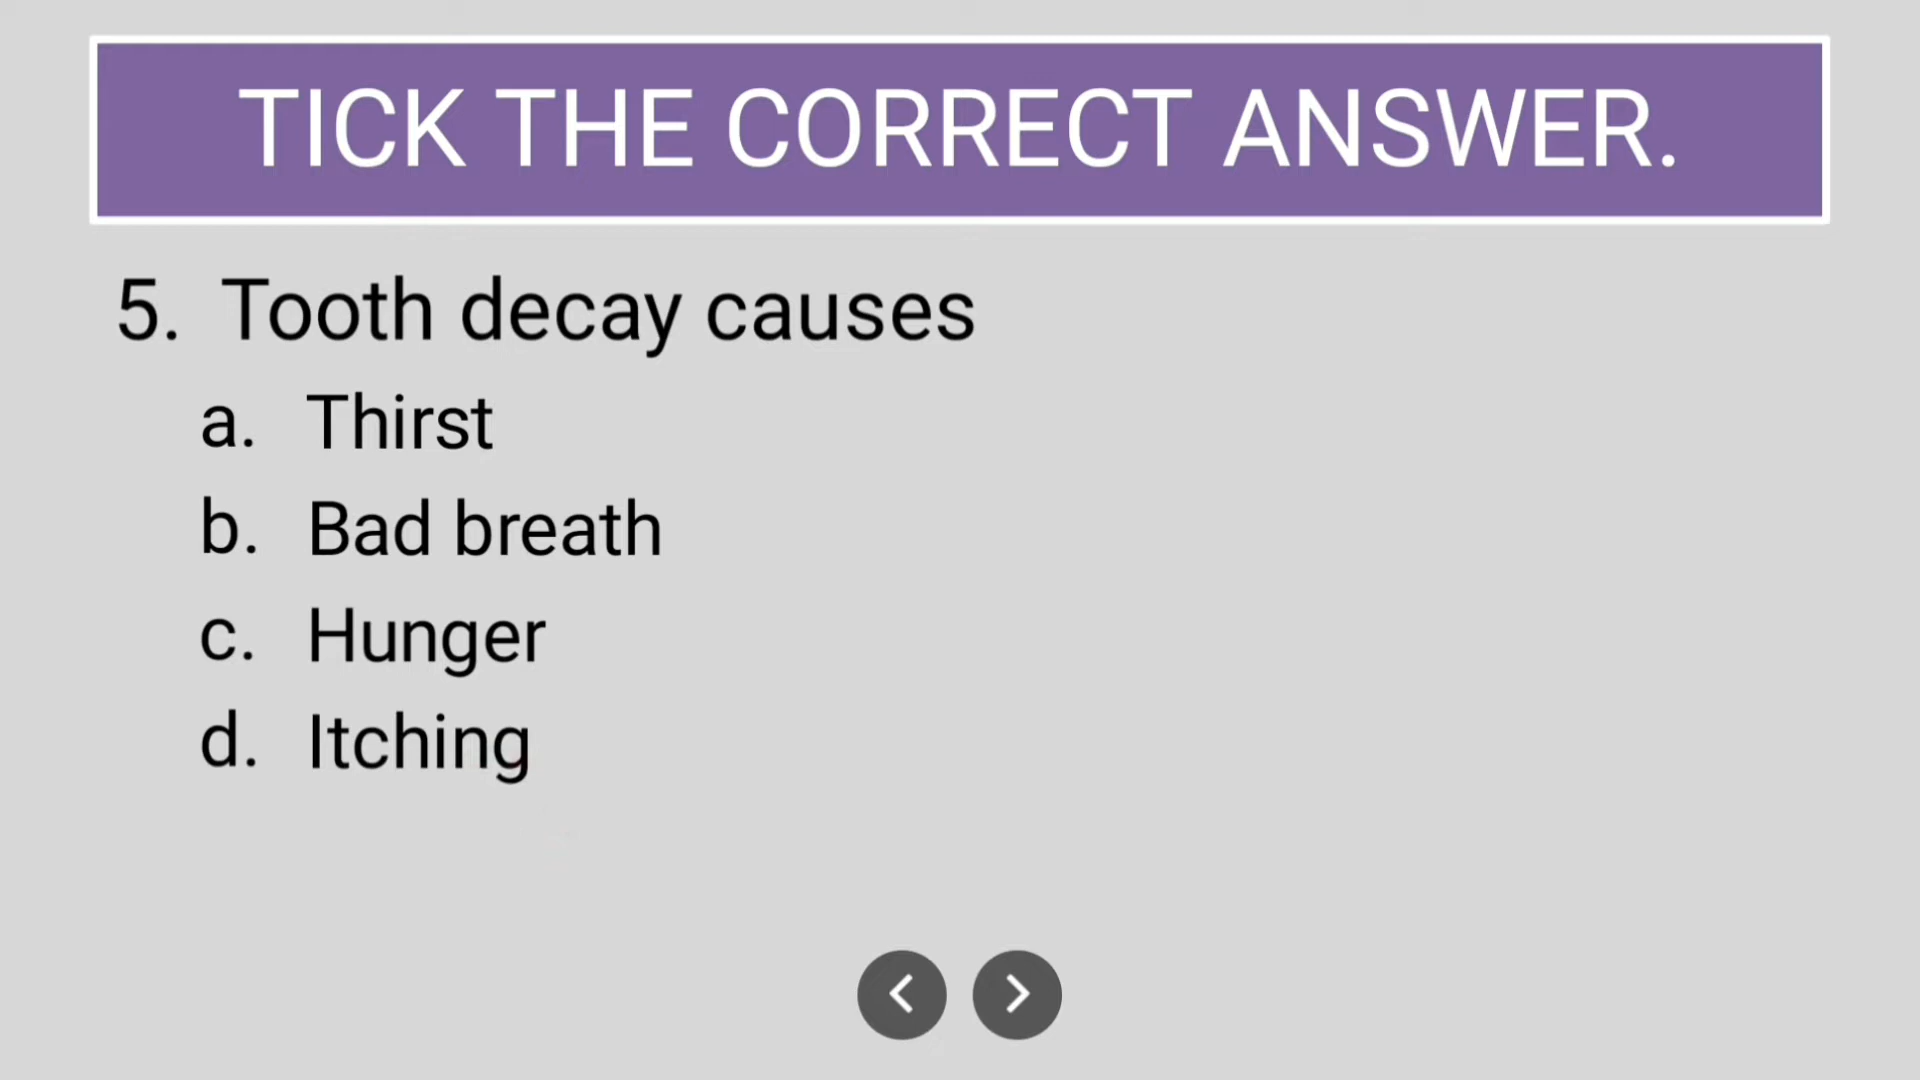 TICK THE CORRECT ANSWER.
5. Tooth decay causes
a. Thirst
b. Bad breath
c. Hunger
d. Itching